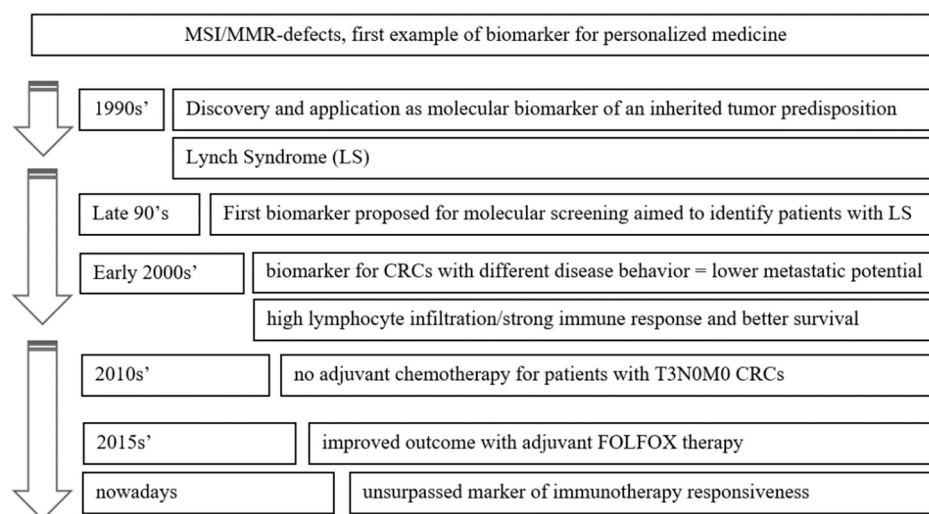 MSI/MMR-defects, first example of biomarker for personalized medicine
1990s’
Discovery and application as molecular biomarker of an inherited tumor predisposition
Lynch Syndrome (LS)
Late 90’s
First biomarker proposed for molecular screening aimed to identify patients with LS
Early 2000s’
biomarker for CRCs with different disease behavior = lower metastatic potential
high lymphocyte infiltration/strong immune response and better survival
2010s’
no adjuvant chemotherapy for patients with T3N0M0 CRCs
2015s’
improved outcome with adjuvant FOLFOX therapy
nowadays
unsurpassed marker of immunotherapy responsiveness